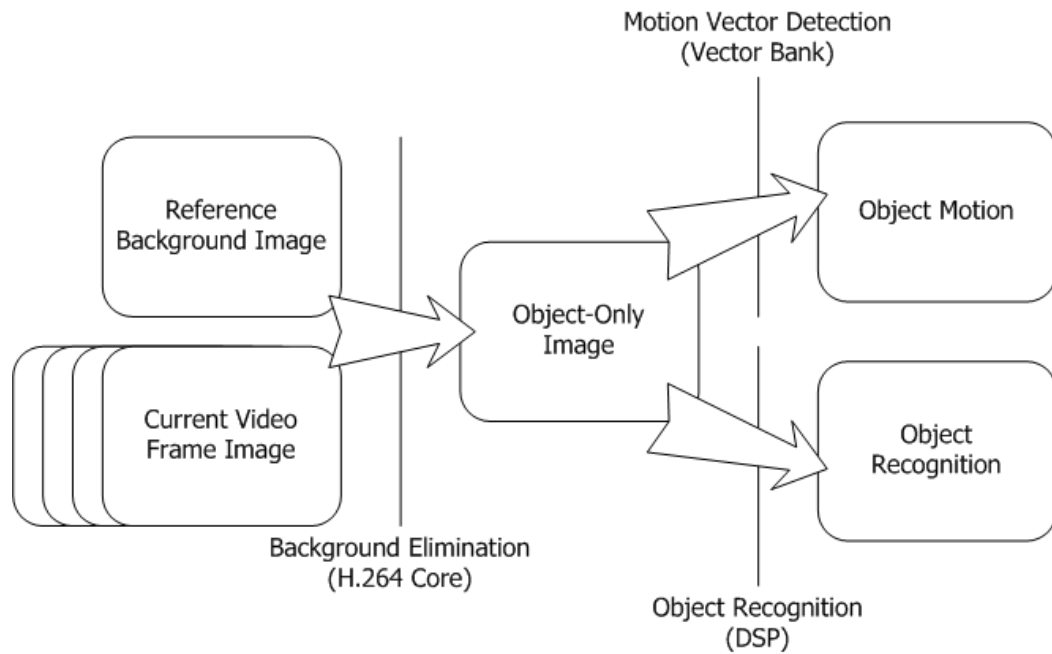 Motion Vector Detection
(Vector Bank)
Reference
Background Image
Object Motion
Object-Only
Image
Current Video
Frame Image
Object
Recognition
Background Elimination
(H.264 Core)
Object Recognition
(DSP)